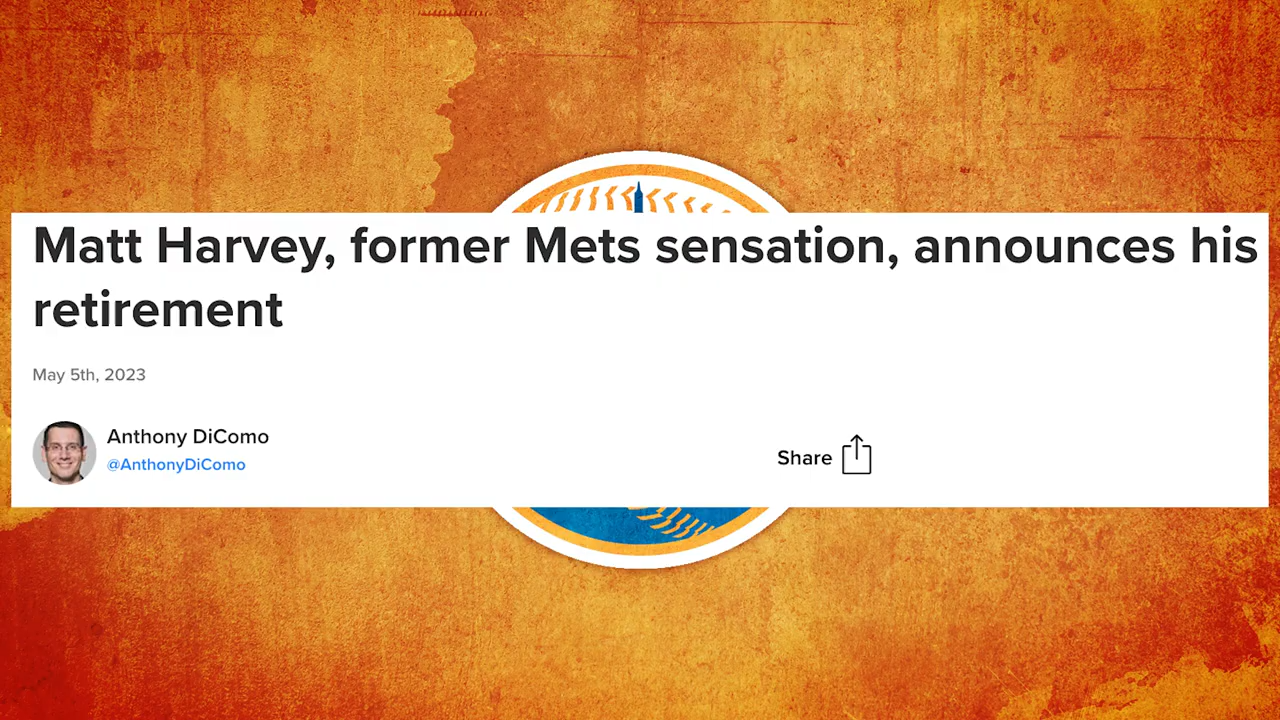 Matt Harvey, former Mets sensation, announces his
retirement
May 5th, 2023
Anthony DiComo
@AnthonyDiComo
Share